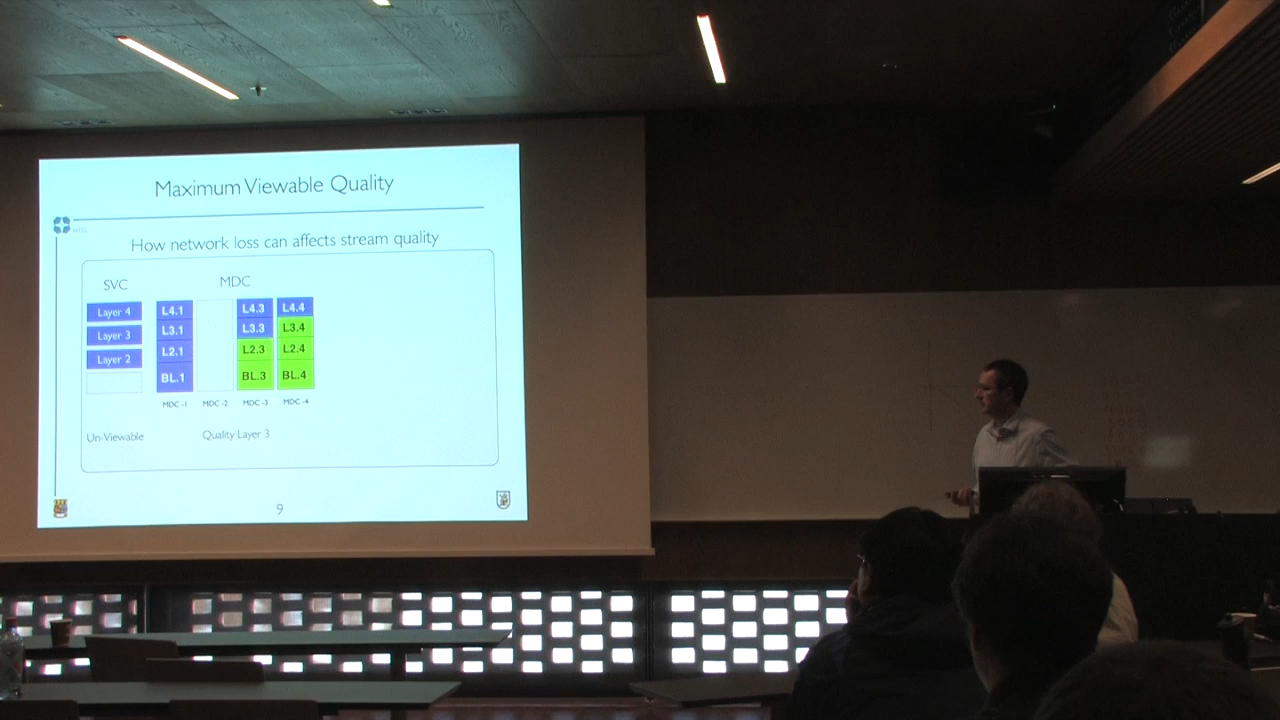 Maximum Viewable Quality
How network loss can affects stream quality
SVC MDC
Layer 4 L4.1 L4.3 L4.4
Layer 3 L3.1 L3.3 L3.4
Layer 2 L2.1 L2.3 L2.4
BL.1 BL.3 BL.4
MDC -1 MDC -2 MDC -3 MDC -4
Un-Viewable Quality Layer 3
9